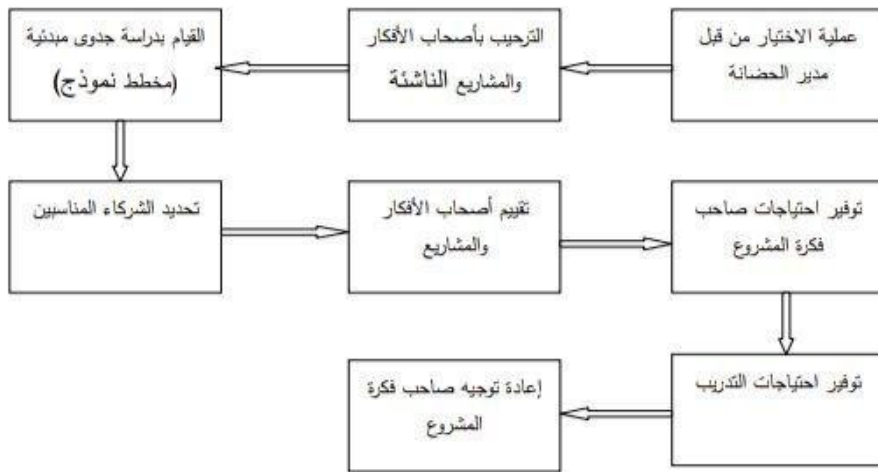 عملية الاختيار من قبل
مدير الحضانة
الترحيب بأصحاب الأفكار
والمشاريع الناشئة
القيام بدراسة جدوى مبدئية
(مخطط نموذج)
تحديد الشركاء المناسبين
تقييم أصحاب الأفكار
والمشاريع
توفير احتياجات صاحب
فكرة المشروع
توفير احتياجات التدريب
إعادة توجيه صاحب فكرة
المشروع